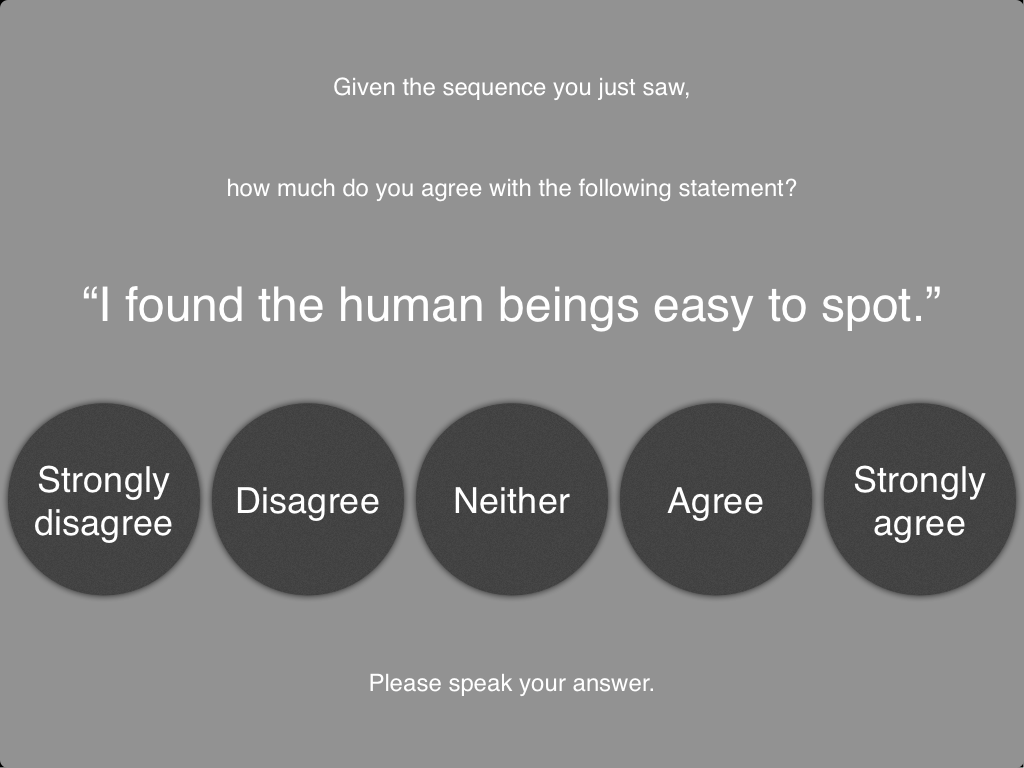 Given the sequence you just saw,
how much do you agree with the following statement?
“I found the human beings easy to spot.”
Strongly
disagree
Disagree
Neither
Agree
Strongly
agree
Please speak your answer.